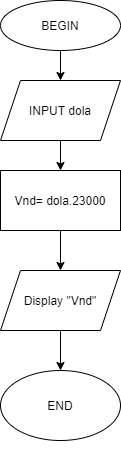 BEGIN
INPUT dola
Vnd= dola.23000
Display "Vnd"
END